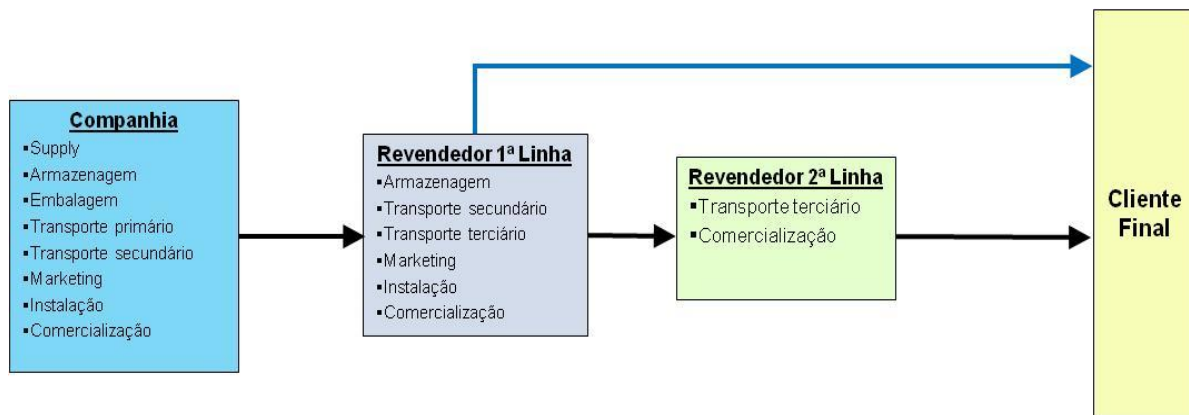 Companhia
▪Supply
▪Armazenagem
▪Embalagem
▪Transporte primário
▪Transporte secundário
▪Marketing
▪Instalação
▪Comercialização
Revendedor 1ª Linha
▪Armazenagem
▪Transporte secundário
▪Transporte terciário
▪Marketing
▪Instalação
▪Comercialização
Revendedor 2ª Linha
▪Transporte terciário
▪Comercialização
Cliente
Final